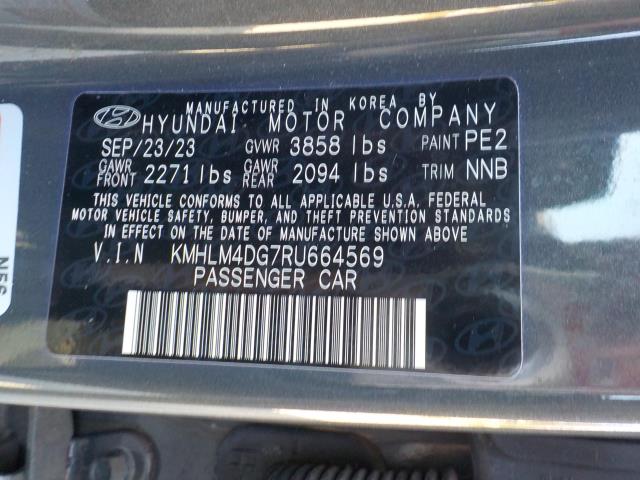 MANUFACTURED IN KOREA BY
HYUNDAI MOTOR COMPANY
SEP/23/23 GVWR 3858 lbs PAINT PE2
GAWR FRONT 2271 lbs GAWR REAR 2094 lbs TRIM NNB
THIS VEHICLE CONFORMS TO ALL APPLICABLE U.S.A. FEDERAL
MOTOR VEHICLE SAFETY, BUMPER, AND THEFT PREVENTION STANDARDS
IN EFFECT ON THE DATE OF MANUFACTURE SHOWN ABOVE
V.I.N KMHLM4DG7RU664569
PASSENGER CAR